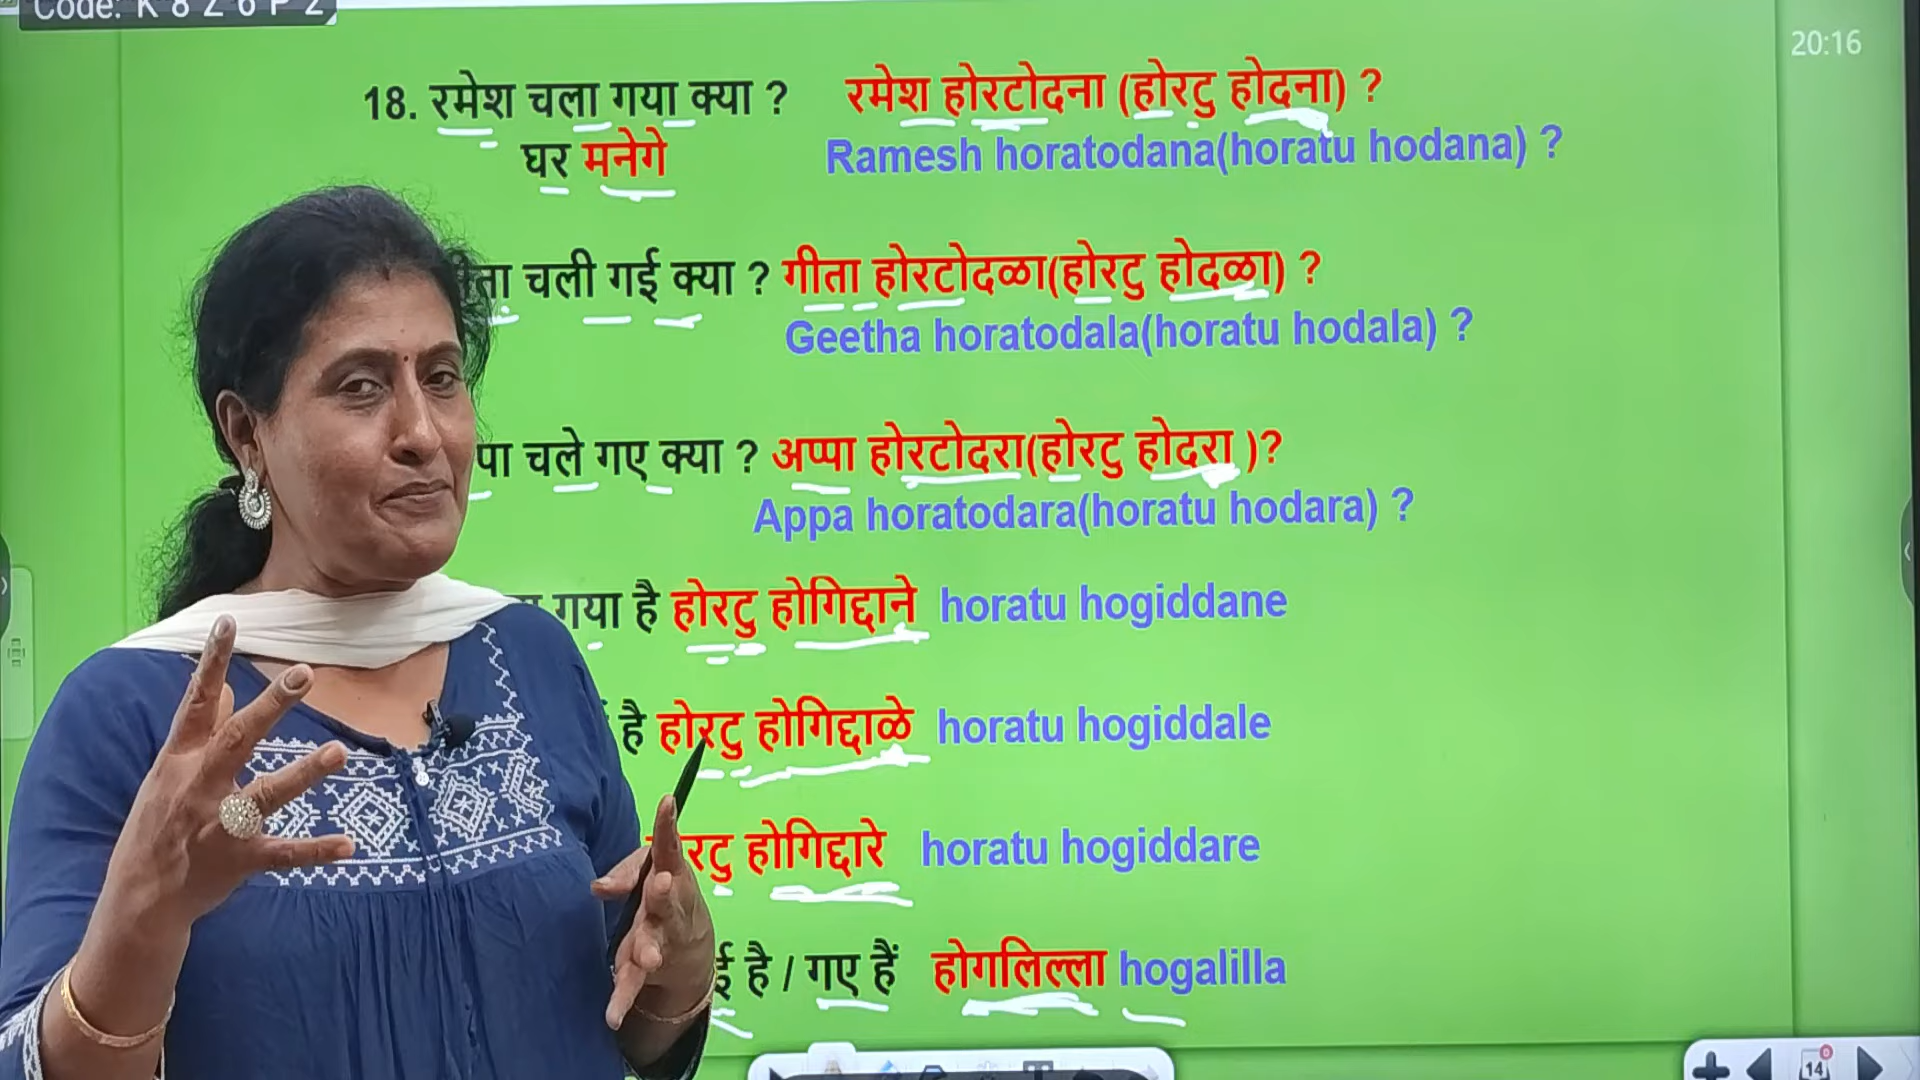 Code: K 8 Z 6 P 2
20:16
18. रमेश चला गया क्या ? रमेश होरटोदना (होरटु होदना) ?
घर मनेगे Ramesh horatodana(horatu hodana) ?
चली गई क्या ? गीता होरटोदळा(होरटु होदळा) ?
Geetha horatodala(horatu hodala) ?
चले गए क्या ? अप्पा होरटोदरा(होरटु होदरा )?
Appa horatodara(horatu hodara) ?
गया है होरटु होगिद्दाने horatu hogiddane
है होरटु होगिद्दाळे horatu hogiddale
होगिद्दारे horatu hogiddare
है / गए हैं होगलिल्ला hogalilla
14